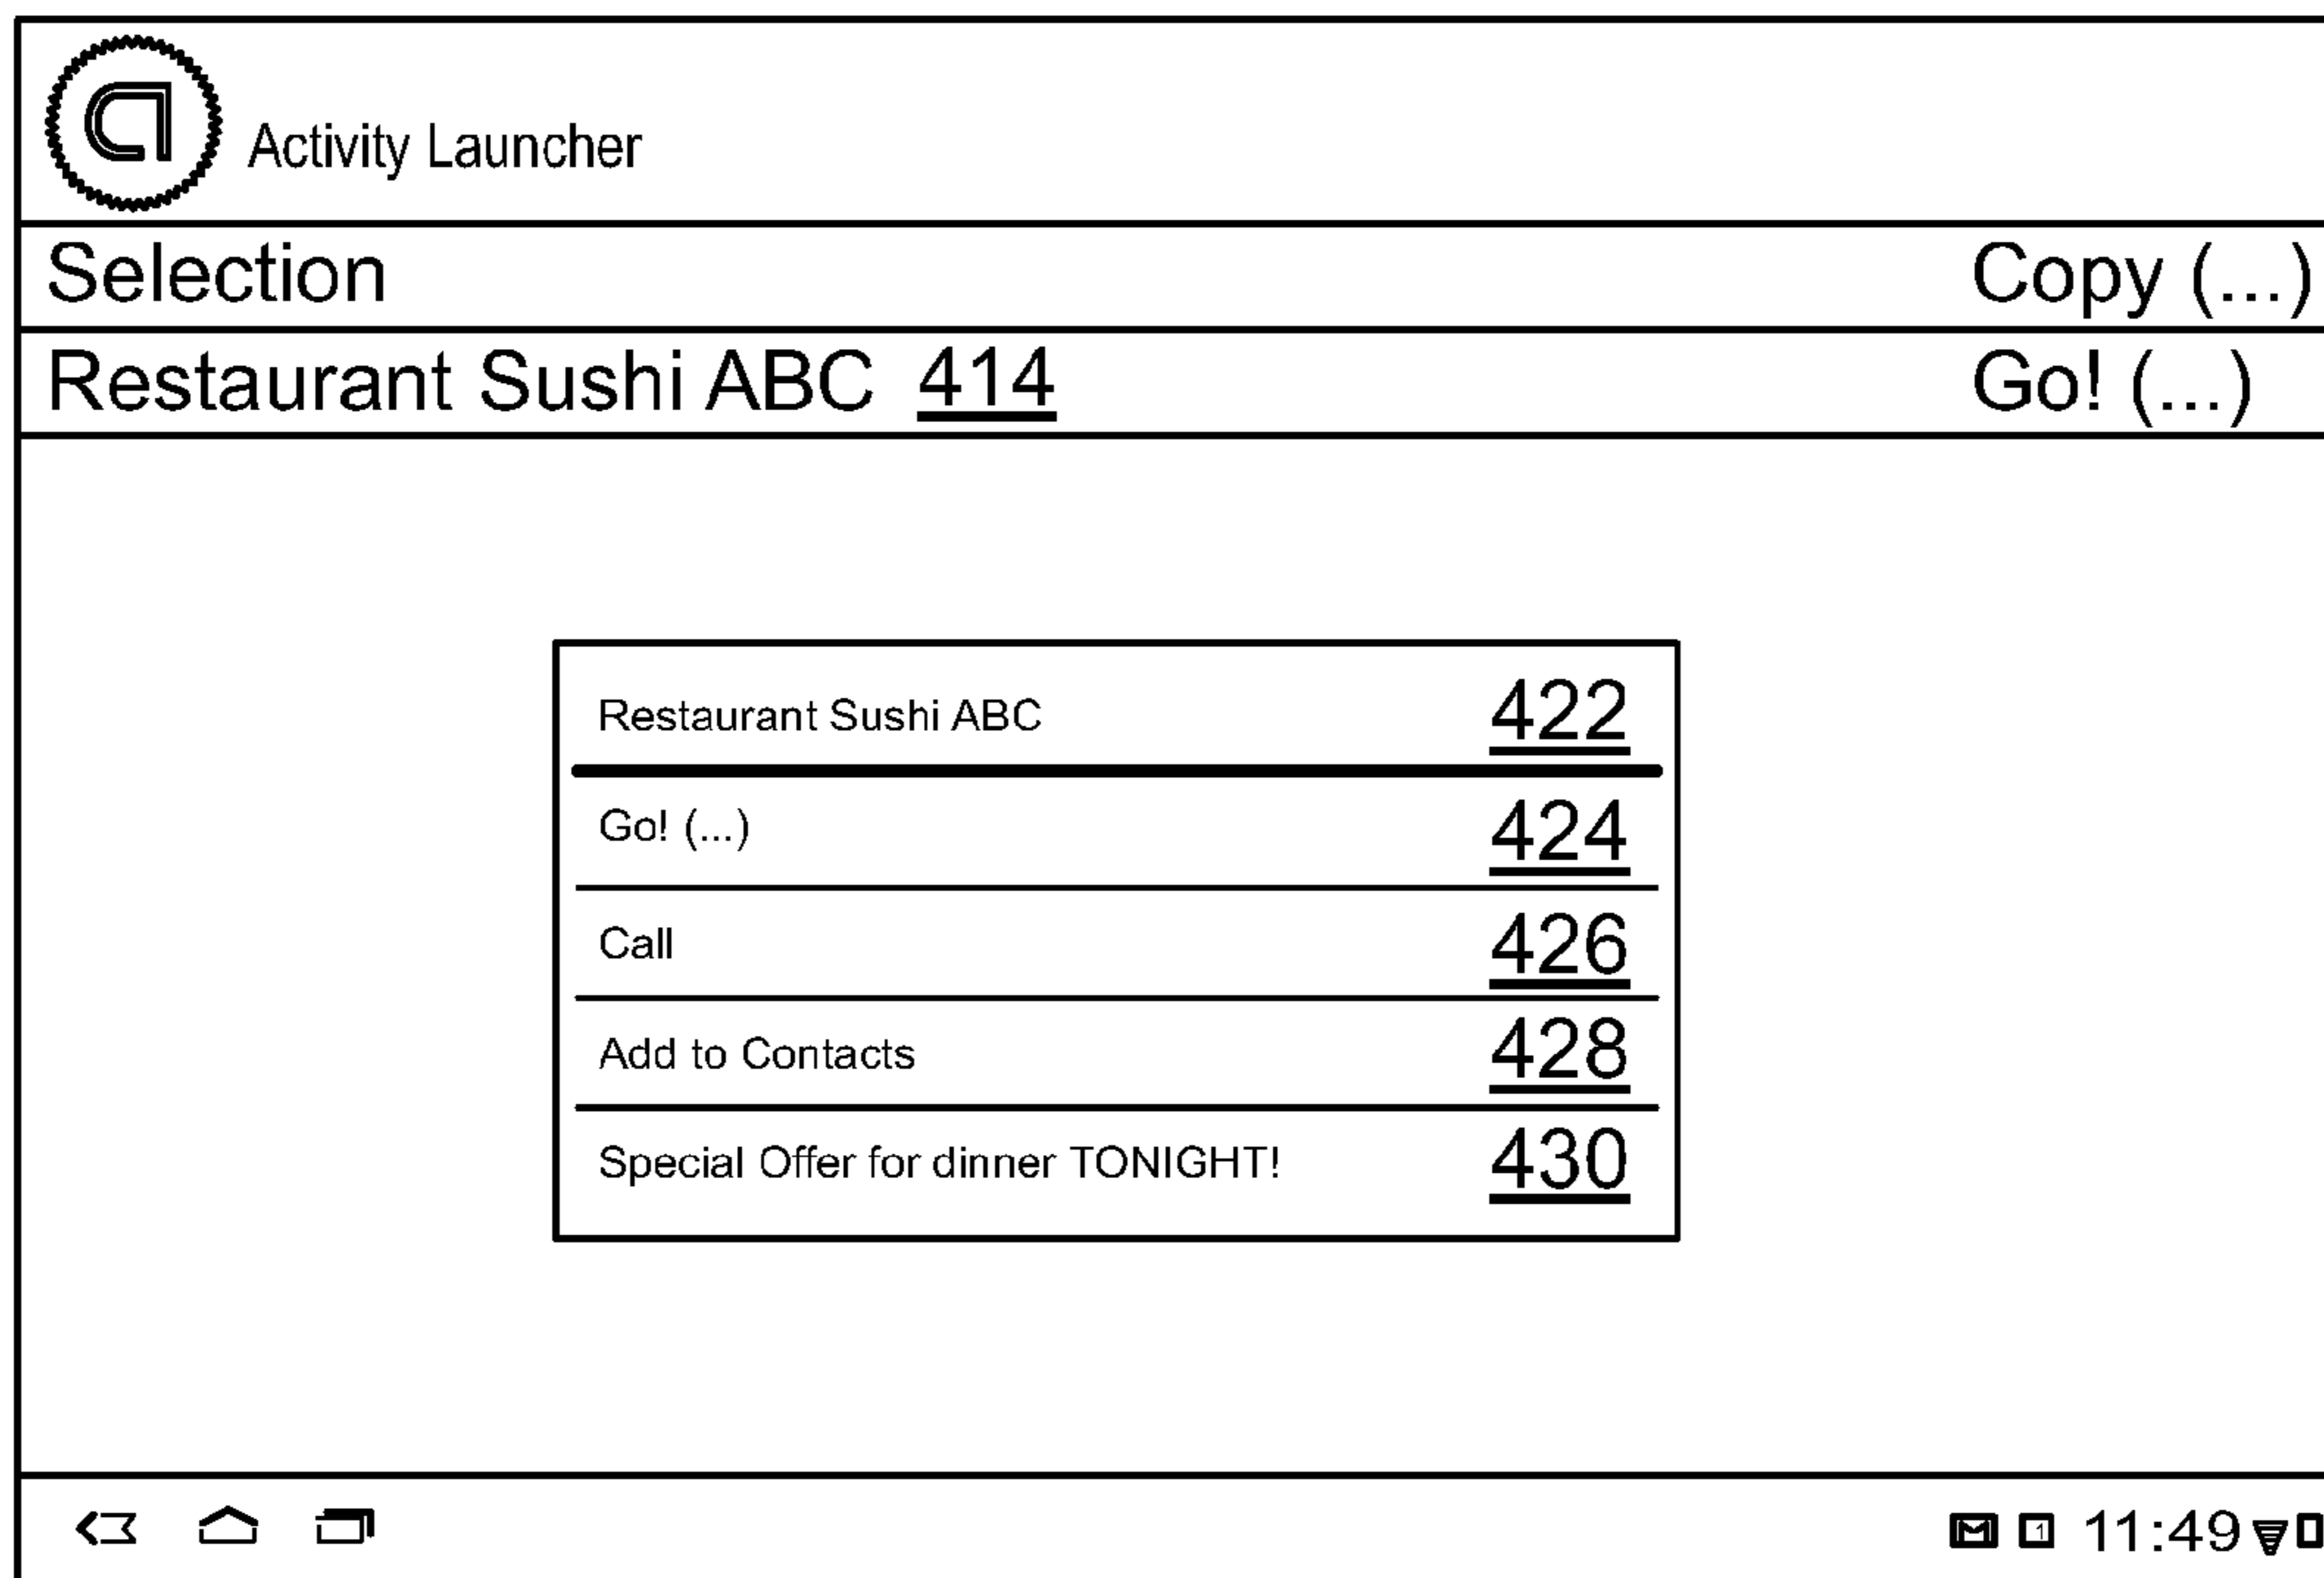 Activity Launcher
Selection Copy (...)
Restaurant Sushi ABC 414 Go! (...)
Restaurant Sushi ABC 422
Go! (...) 424
Call 426
Add to Contacts 428
Special Offer for dinner TONIGHT! 430
1 11:49